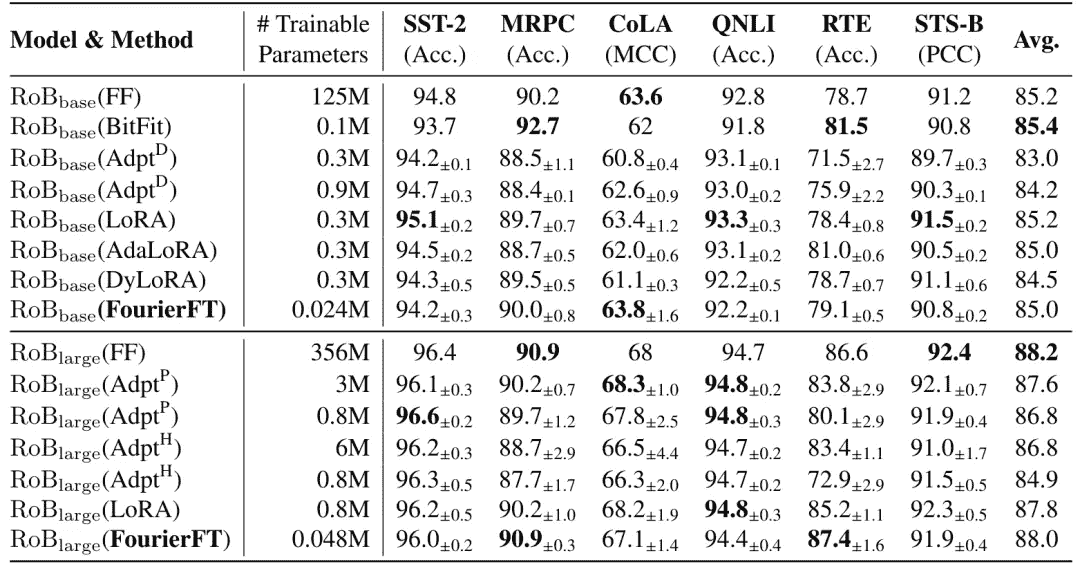 Model & Method # Trainable Parameters SST-2 (Acc.) MRPC (Acc.) CoLA (MCC) QNLI (Acc.) RTE (Acc.) STS-B (PCC) Avg.
RoBbase(FF) 125M 94.8 90.2 63.6 92.8 78.7 91.2 85.2
RoBbase(BitFit) 0.1M 93.7 92.7 62 91.8 81.5 90.8 85.4
RoBbase(AdptD) 0.3M 94.2±0.1 88.5±1.1 60.8±0.4 93.1±0.1 71.5±2.7 89.7±0.3 83.0
RoBbase(AdptD) 0.9M 94.7±0.3 88.4±0.1 62.6±0.9 93.0±0.2 75.9±2.2 90.3±0.1 84.2
RoBbase(LoRA) 0.3M 95.1±0.2 89.7±0.7 63.4±1.2 93.3±0.3 78.4±0.8 91.5±0.2 85.2
RoBbase(AdaLoRA) 0.3M 94.5±0.2 88.7±0.5 62.0±0.6 93.1±0.2 81.0±0.6 90.5±0.2 85.0
RoBbase(DyLoRA) 0.3M 94.3±0.5 89.5±0.5 61.1±0.3 92.2±0.5 78.7±0.7 91.1±0.6 84.5
RoBbase(FourierFT) 0.024M 94.2±0.3 90.0±0.8 63.8±1.6 92.2±0.1 79.1±0.5 90.8±0.2 85.0
RoBlarge(FF) 356M 96.4 90.9 68 94.7 86.6 92.4 88.2
RoBlarge(AdptP) 3M 96.1±0.3 90.2±0.7 68.3±1.0 94.8±0.2 83.8±2.9 92.1±0.7 87.6
RoBlarge(AdptP) 0.8M 96.6±0.2 89.7±1.2 67.8±2.5 94.8±0.3 80.1±2.9 91.9±0.4 86.8
RoBlarge(AdptH) 6M 96.2±0.3 88.7±2.9 66.5±4.4 94.7±0.2 83.4±1.1 91.0±1.7 86.8
RoBlarge(AdptH) 0.8M 96.3±0.5 87.7±1.7 66.3±2.0 94.7±0.2 72.9±2.9 91.5±0.5 84.9
RoBlarge(LoRA) 0.8M 96.2±0.5 90.2±1.0 68.2±1.9 94.8±0.3 85.2±1.1 92.3±0.5 87.8
RoBlarge(FourierFT) 0.048M 96.0±0.2 90.9±0.3 67.1±1.4 94.4±0.4 87.4±1.6 91.9±0.4 88.0